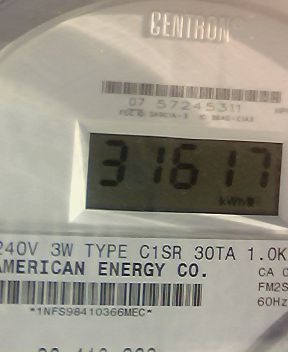 CENTRON
07 57245311
31617
kWh
240V 3W TYPE C1SR 30TA 1.0K
AMERICAN ENERGY CO.
CA 0
FM2S
60Hz
*1NFS98410366MEC*